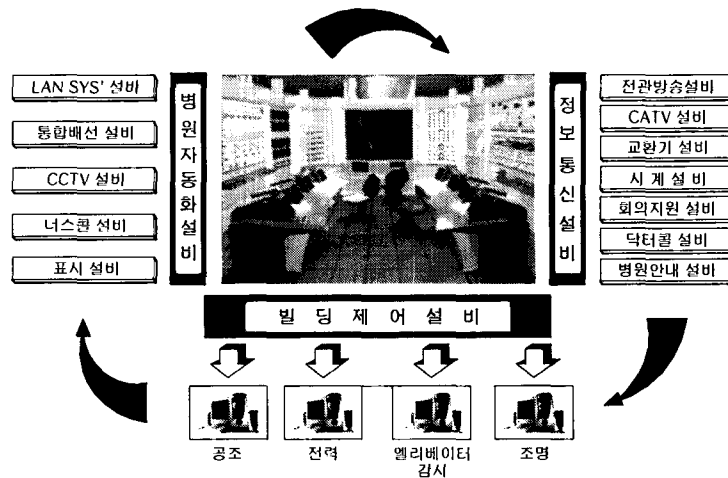 LAN SYS' 설비
통합배선 설비
CCTV 설비
너스콜 설비
표시 설비
병원자동화설비
정보통신설비
전관방송설비
CATV 설비
교환기 설비
시 계 설 비
회의지원 설비
닥터콜 설비
병원안내 설비
빌 딩 제 어 설 비
공조
전력
엘리베이터
감시
조명